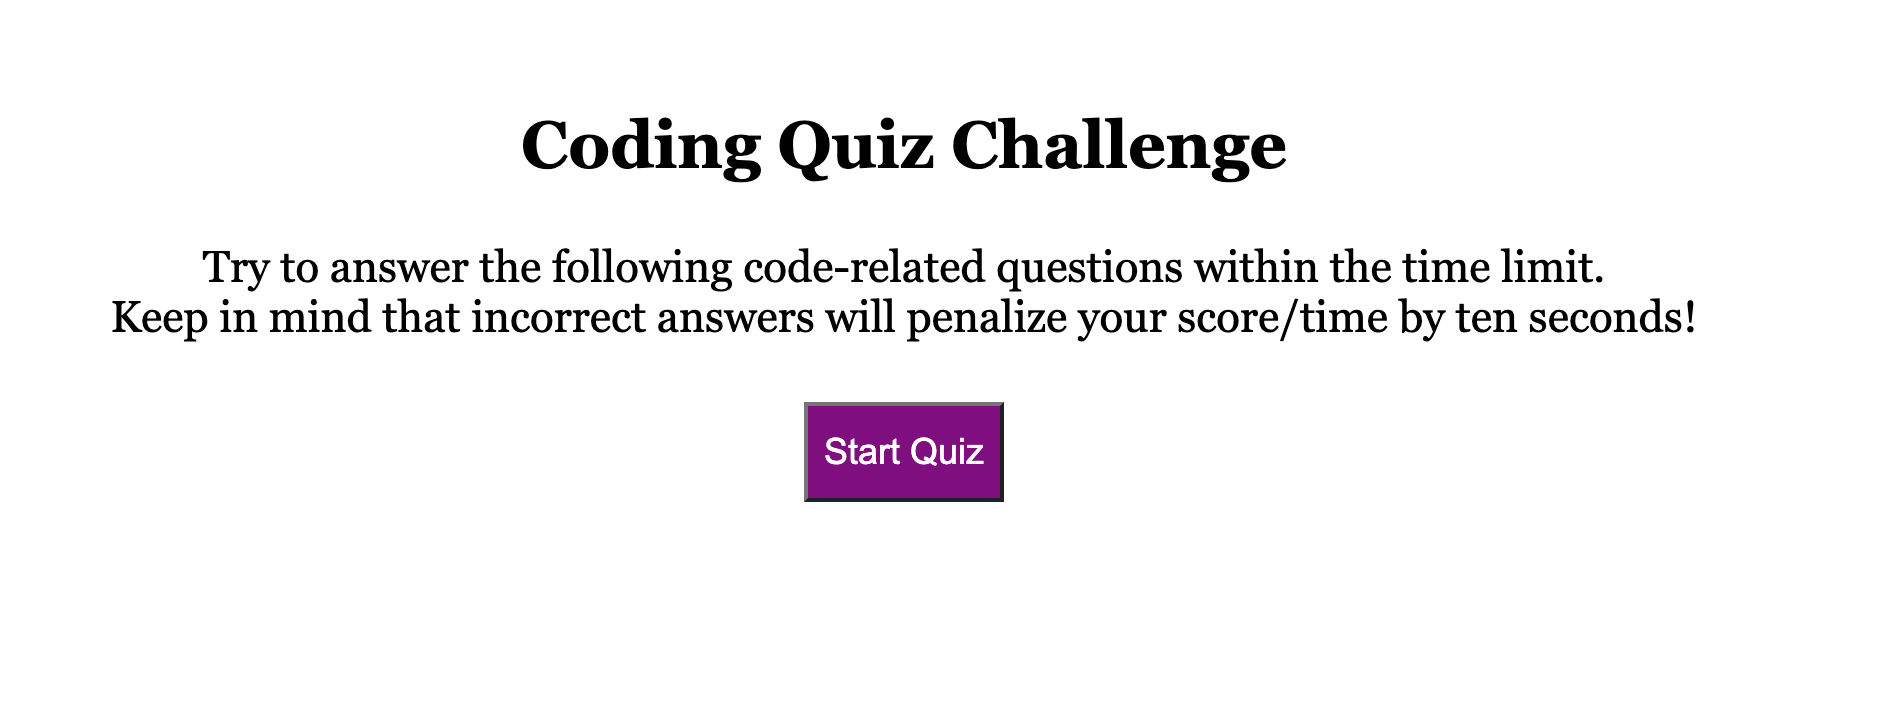 Coding Quiz Challenge
Try to answer the following code-related questions within the time limit.
Keep in mind that incorrect answers will penalize your score/time by ten seconds!
Start Quiz